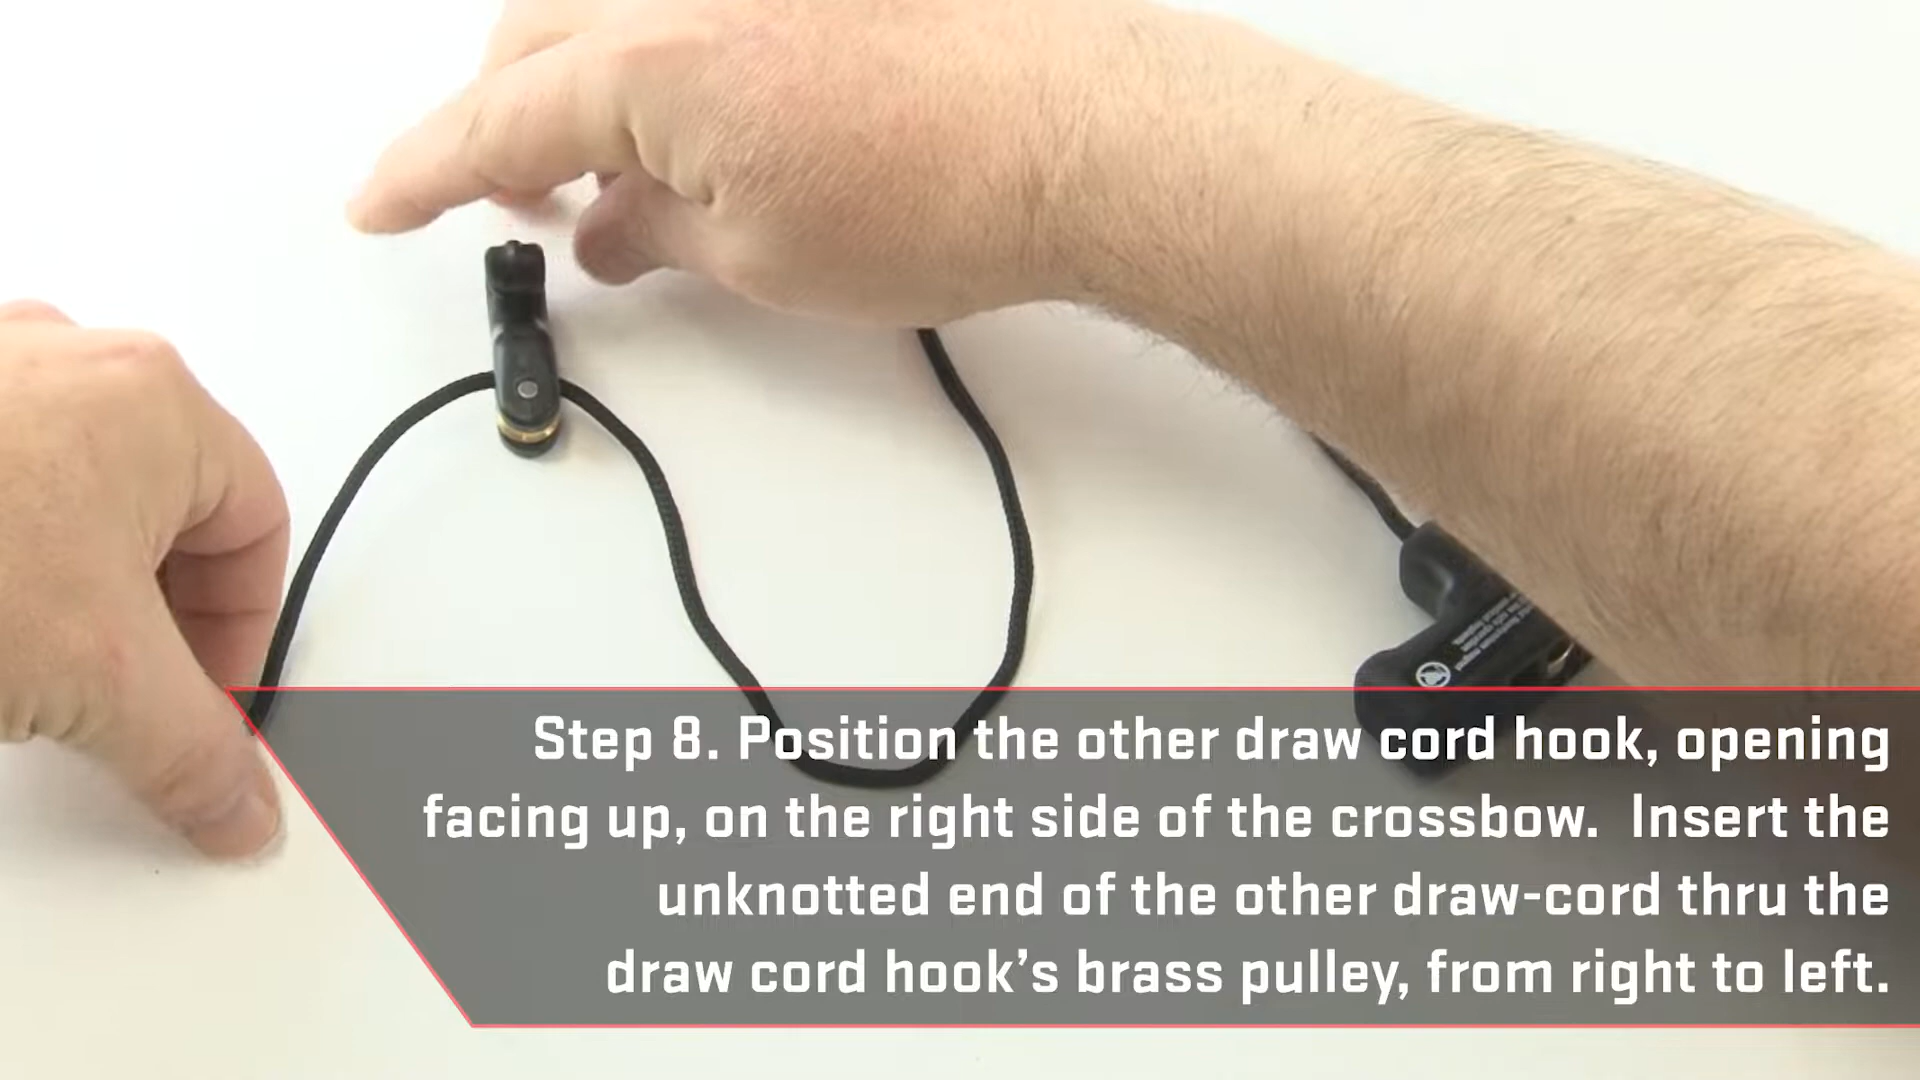 Step 8. Position the other draw cord hook, opening
facing up, on the right side of the crossbow. Insert the
unknotted end of the other draw-cord thru the
draw cord hook's brass pulley, from right to left.